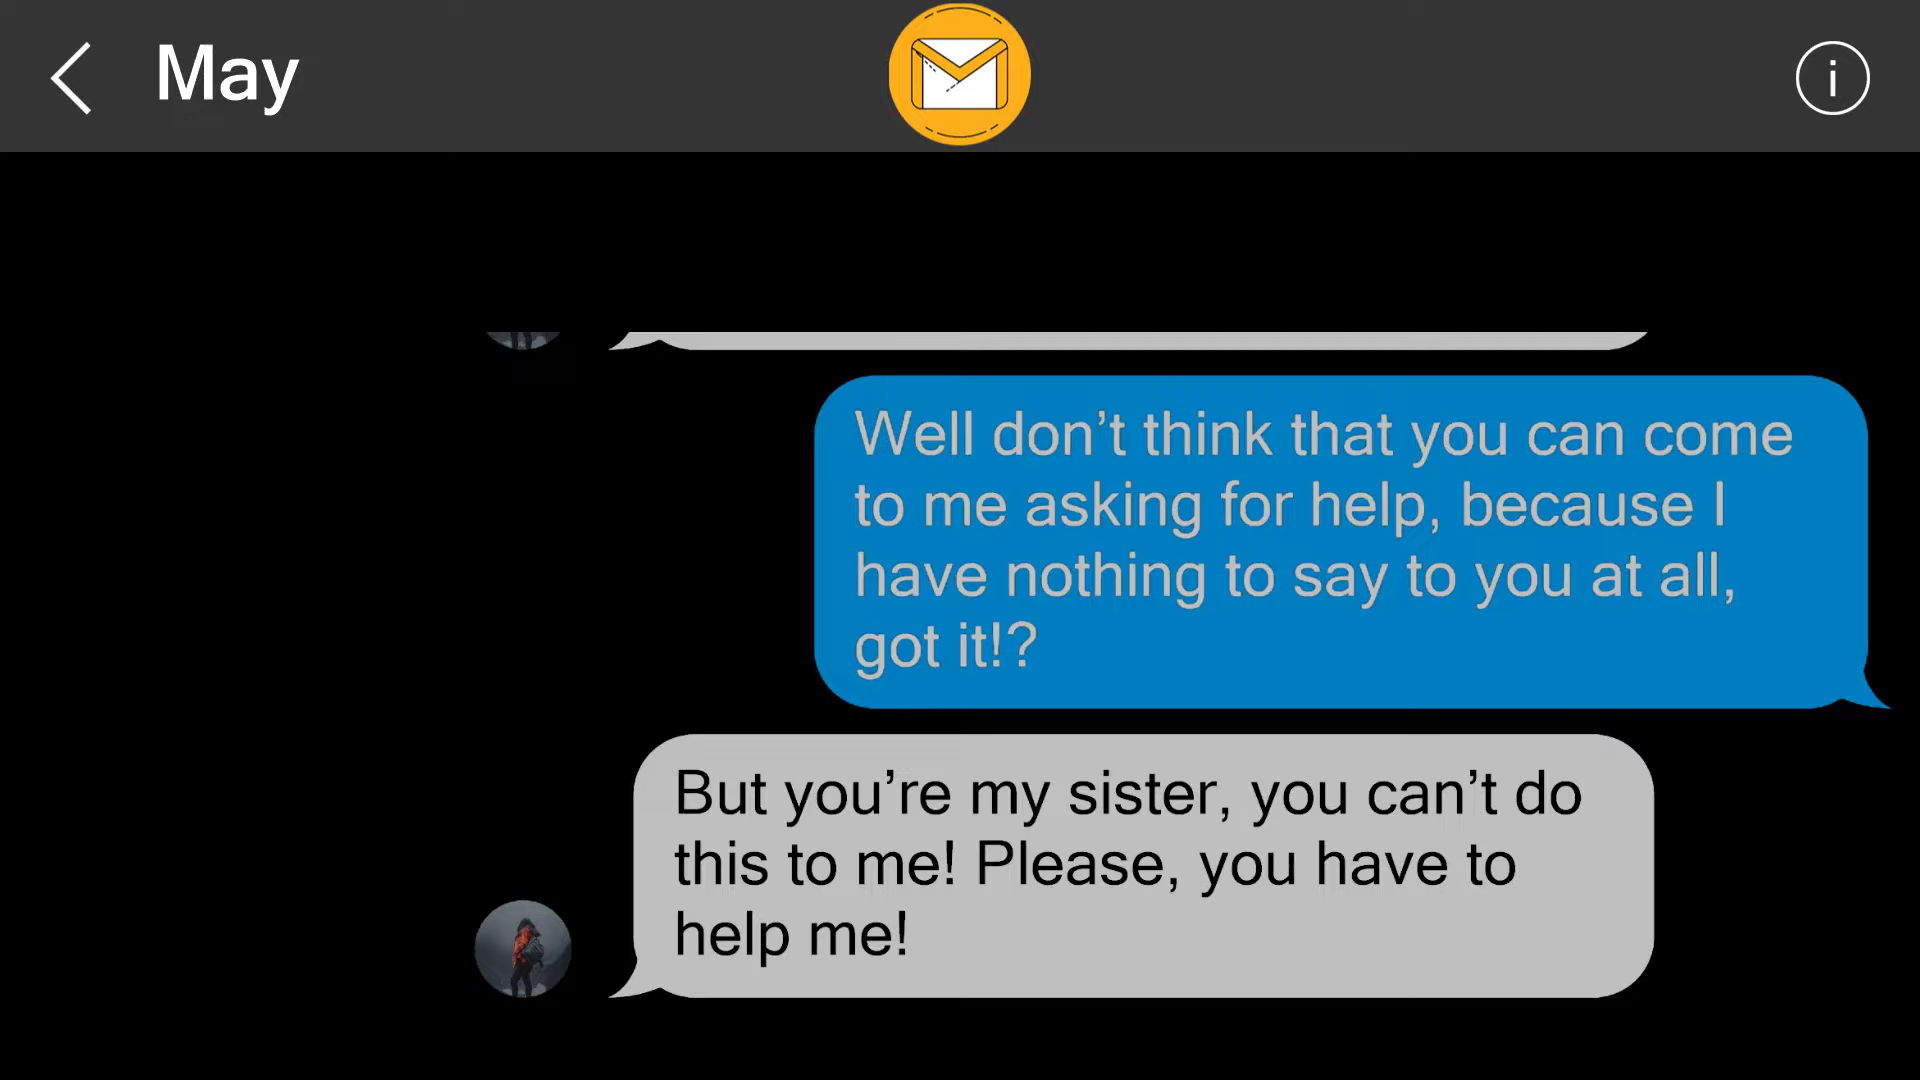 May
i
Well don’t think that you can come
to me asking for help, because I
have nothing to say to you at all,
got it!?
But you’re my sister, you can’t do
this to me! Please, you have to
help me!